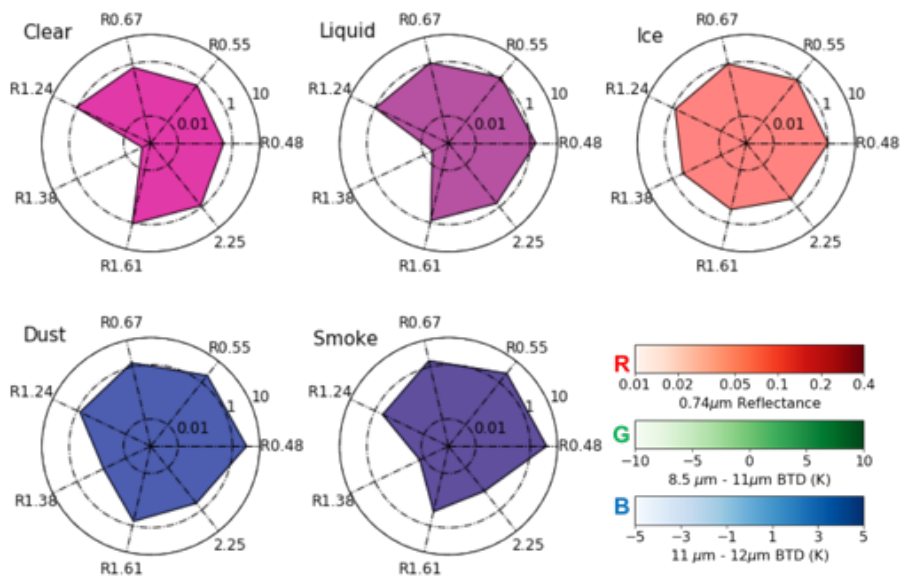 Clear
R0.67
R0.55
R1.24
10
1
0.01
R0.48
R1.38
2.25
R1.61
Liquid
R0.67
R0.55
R1.24
10
1
0.01
R0.48
R1.38
2.25
R1.61
Ice
R0.67
R0.55
R1.24
10
1
0.01
R0.48
R1.38
2.25
R1.61
Dust
R0.67
R0.55
R1.24
10
1
0.01
R0.48
R1.38
2.25
R1.61
Smoke
R0.67
R0.55
R1.24
10
1
0.01
R0.48
R1.38
2.25
R1.61
R
0.01 0.02 0.05 0.1 0.2 0.4
0.74μm Reflectance
G
−10 −5 0 5 10
8.5 μm - 11μm BTD (K)
B
−5 −3 −1 1 3 5
11 μm - 12μm BTD (K)